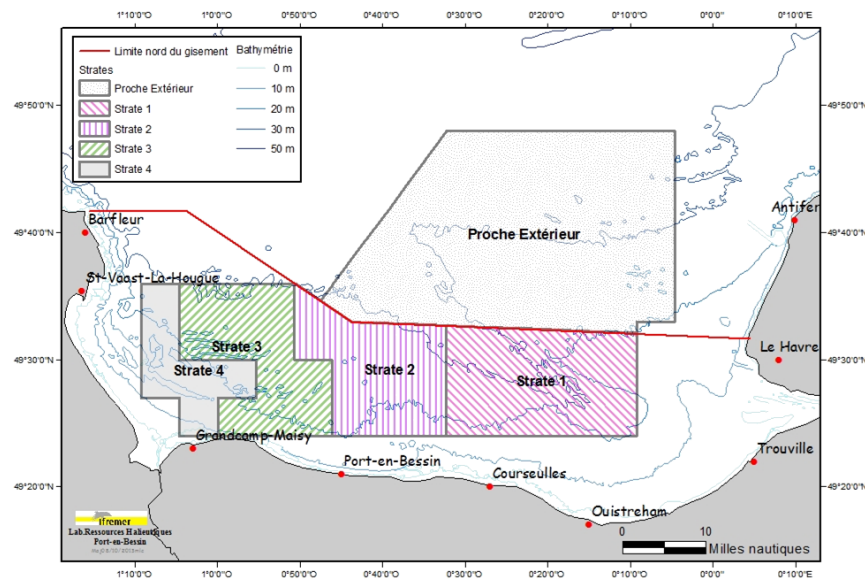 1°10'0"O
1°0'0"O
0°50'0"O
0°40'0"O
0°30'0"O
0°20'0"O
0°10'0"O
0°0'0"
0°10'0"E
Limite nord du gisement
Strates
Proche Extérieur
Strate 1
Strate 2
Strate 3
Strate 4
Bathymétrie
0 m
10 m
20 m
30 m
50 m
49°50'0"N
49°50'0"N
49°40'0"N
49°40'0"N
49°30'0"N
49°30'0"N
49°20'0"N
49°20'0"N
Barfleur
St-Vaast-La-Hougue
Proche Extérieur
Antifer
Strate 3
Strate 4
Strate 2
Strate 1
Le Havre
Grandcamp-Maisy
Port-en-Bessin
Courseulles
Trouville
Ouistreham
ifremer
Lab.Ressources Halieutiques
Port-en-Bessin
0
10
Milles nautiques
1°10'0"O
1°0'0"O
0°50'0"O
0°40'0"O
0°30'0"O
0°20'0"O
0°10'0"O
0°0'0"
0°10'0"E